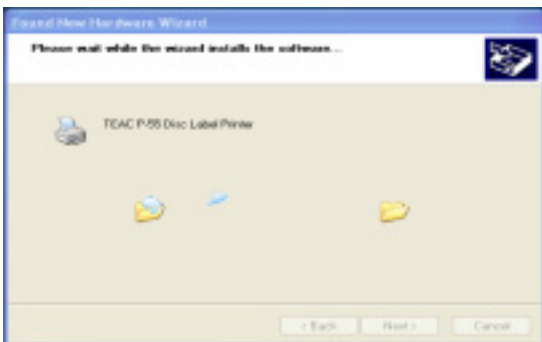 Found New Hardware Wizard
Please wait while the wizard installs the software...
TEAC P-55 Disc Label Printer
< Back
Next >
Cancel